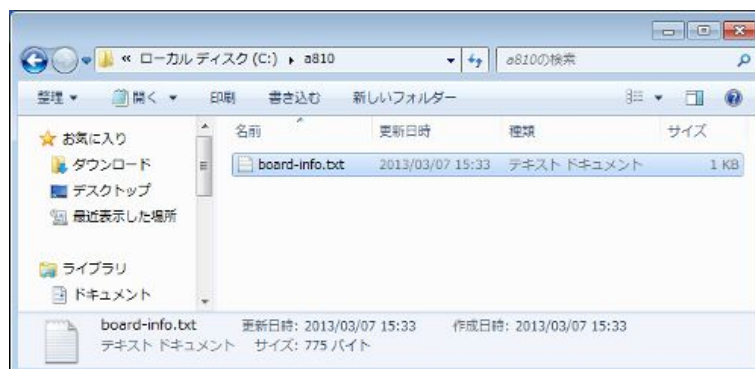 « ローカル ディスク (C:) ▸ a810
a810の検索
整理 ▼ 開く ▼ 印刷 書き込む 新しいフォルダー
お気に入り
ダウンロード
デスクトップ
最近表示した場所
ライブラリ
ドキュメント
名前 更新日時 種類 サイズ
board-info.txt 2013/03/07 15:33 テキスト ドキュメント 1 KB
board-info.txt 更新日時: 2013/03/07 15:33 作成日時: 2013/03/07 15:33
テキスト ドキュメント サイズ: 775 バイト